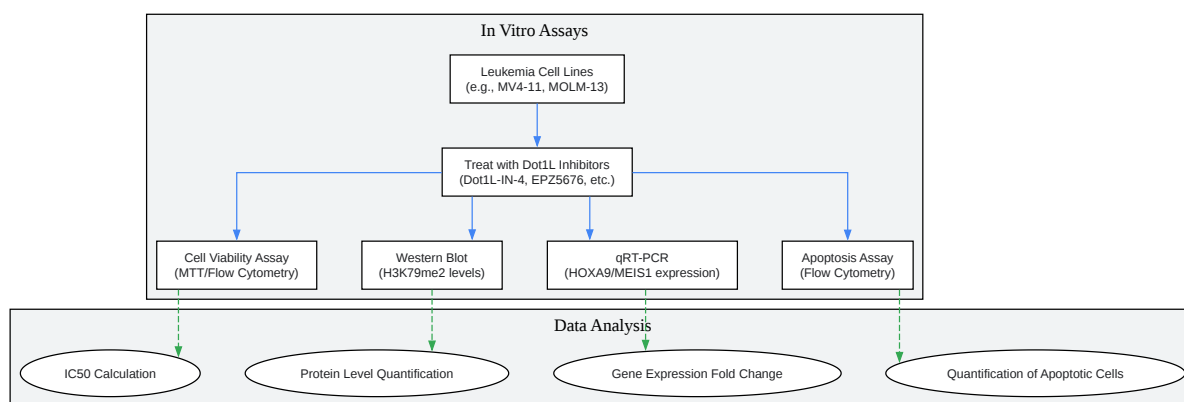 In Vitro Assays
Leukemia Cell Lines
(e.g., MV4-11, MOLM-13)
Treat with Dot1L Inhibitors
(Dot1L-IN-4, EPZ5676, etc.)
Cell Viability Assay
(MTT/Flow Cytometry)
Western Blot
(H3K79me2 levels)
qRT-PCR
(HOXA9/MEIS1 expression)
Apoptosis Assay
(Flow Cytometry)
Data Analysis
IC50 Calculation
Protein Level Quantification
Gene Expression Fold Change
Quantification of Apoptotic Cells